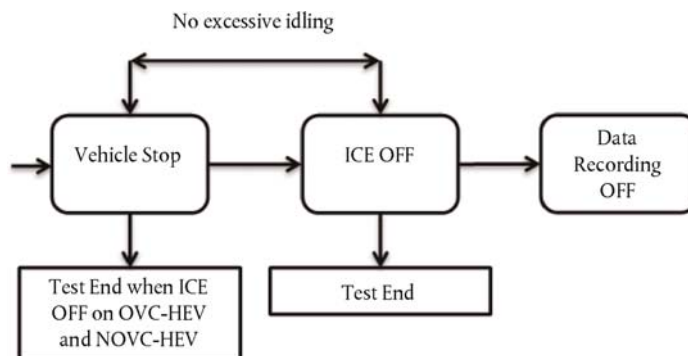 No excessive idling
Vehicle Stop
ICE OFF
Data
Recording
OFF
Test End when ICE
OFF on OVC-HEV
and NOVC-HEV
Test End